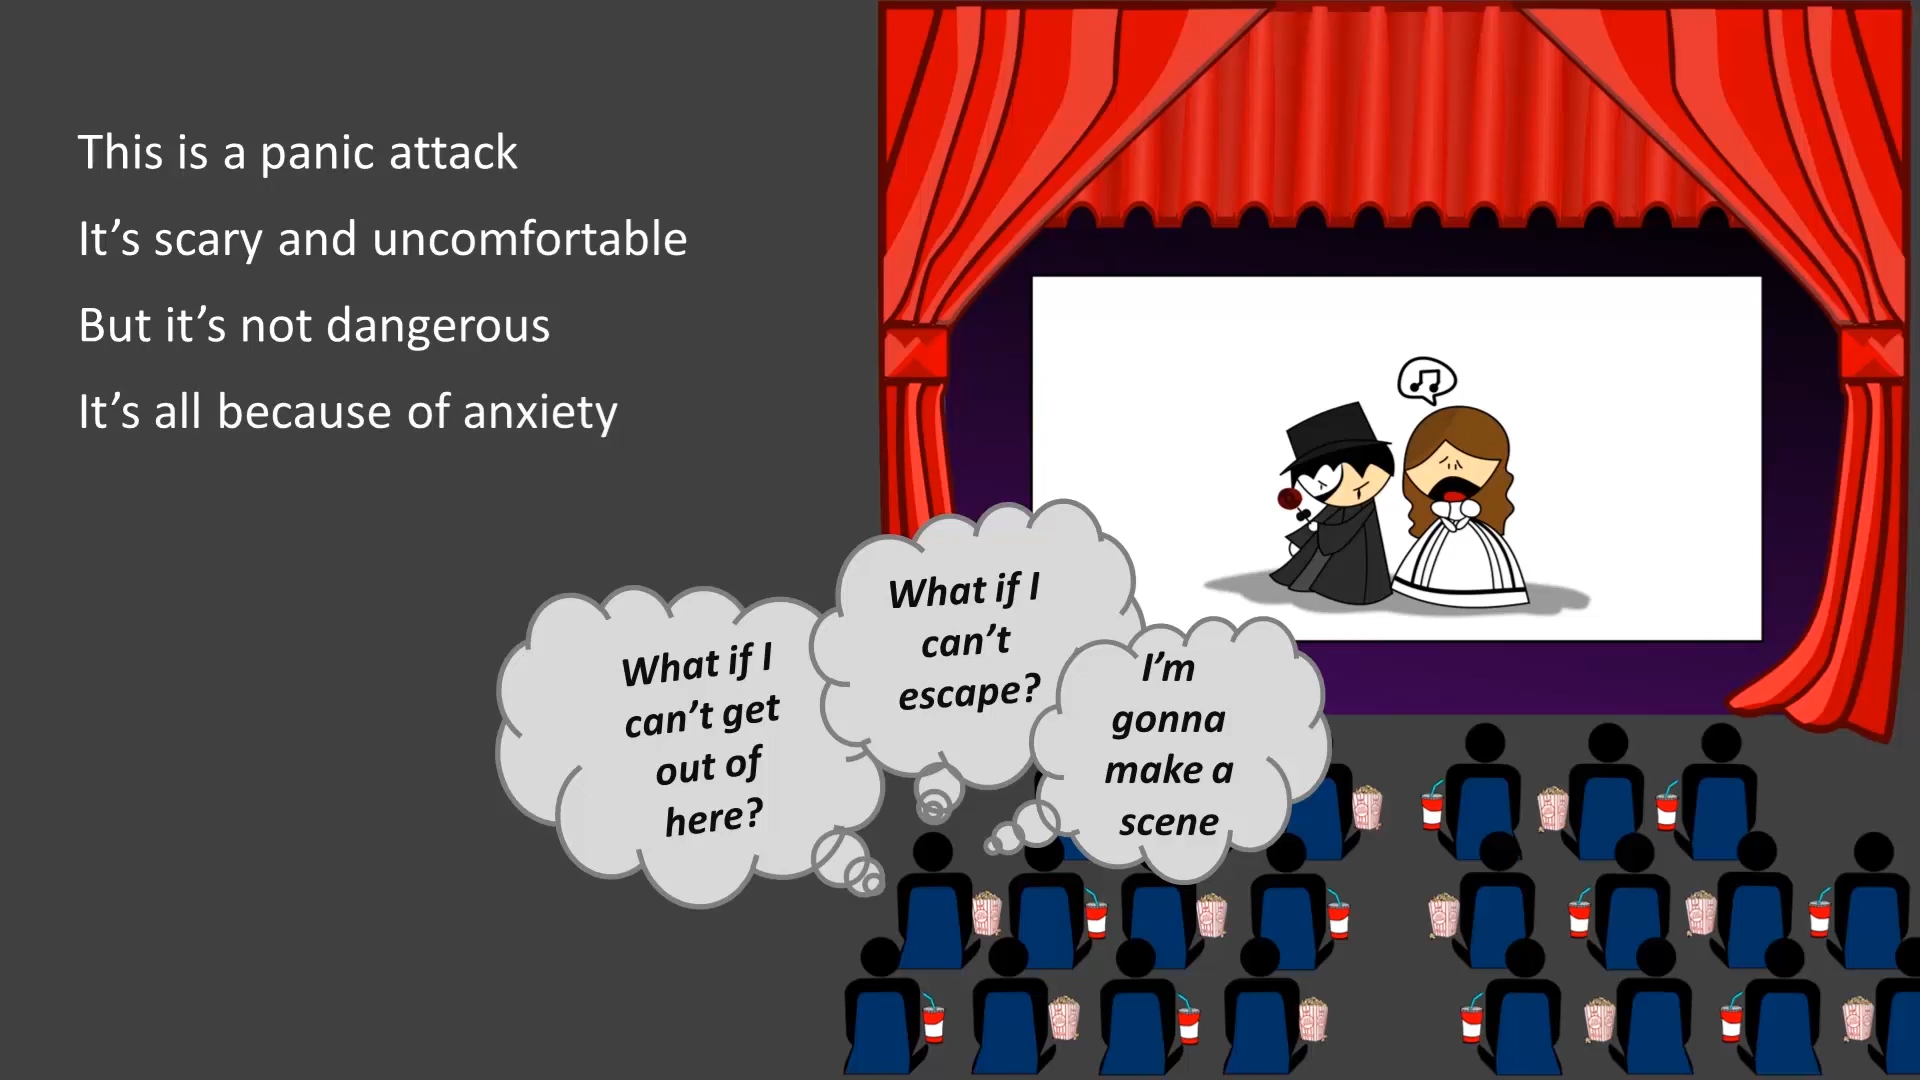 This is a panic attack
It’s scary and uncomfortable
But it’s not dangerous
It’s all because of anxiety
What if I
can’t get
out of
here?
What if I
can’t
escape?
I’m
gonna
make a
scene